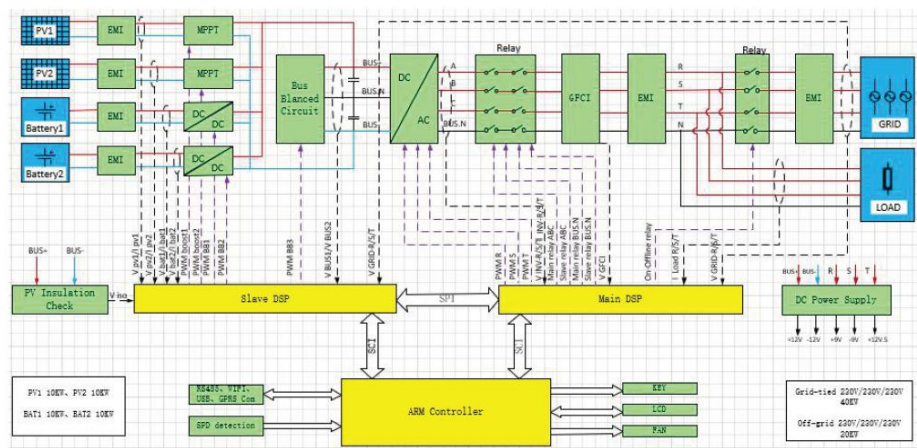 PV1
EMI
MPPT
PV2
EMI
MPPT
Battery1
EMI
DC
DC
Battery2
EMI
DC
DC
Bus
Blanced
Circuit
BUS+
BUS.N
BUS-
DC
AC
A
B
C
BUS.N
Relay
GFCI
EMI
R
S
T
N
Relay
EMI
GRID
LOAD
V pv1/I pv1
V pv2/I pv2
V bat1/I bat1
V bat2/I bat2
PWM boost1
PWM boost2
PWM BB1
PWM BB2
PWM BB3
V BUS1/V BUS2
V GRID-R/S/T
PWM R
PWM S
PWM T
V INV-R/S/T
I INV-R/S/T
Main relay ABC
Slave relay ABC
Main relay BUS.N
Slave relay BUS.N
V GFCI
On Offline relay
I Load R/S/T
V GRID-R/S/T
BUS+
BUS-
PV Insulation
Check
V iso
Slave DSP
SPI
Main DSP
BUS+
BUS-
R
S
T
DC Power Supply
+12V
-12V
+9V
-9V
+12V.S
SCI
SCI
PV1 10KW、PV2 10KW
BAT1 10KW、BAT2 10KW
RS485、WIFI、
USB、GPRS Com
SPD detection
ARM Controller
KEY
LCD
FAN
Grid-tied 230V/230V/230V
40KV
Off-grid 230V/230V/230V
20KV